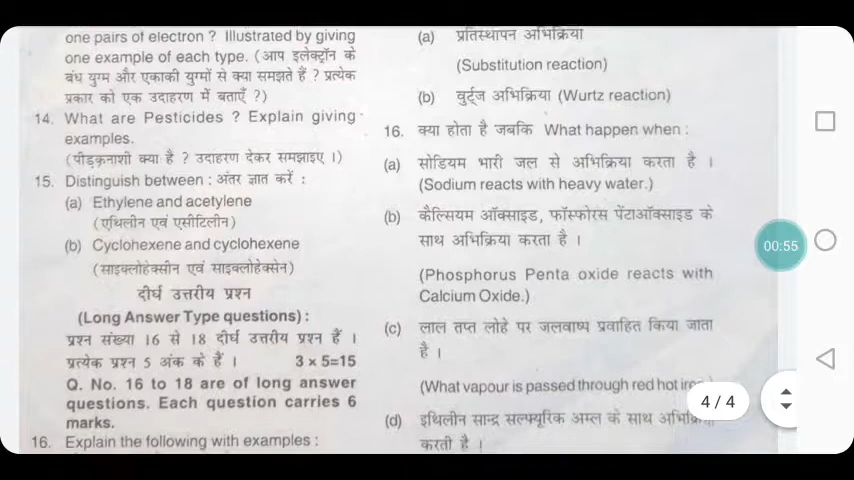 one pairs of electron ? Illustrated by giving
one example of each type. (आप इलेक्ट्रॉन के
बंध युग्म और एकाकी युग्मों से क्या समझते हैं ? प्रत्येक
प्रकार को एक उदाहरण में बताएँ ?)
14. What are Pesticides ? Explain giving
examples.
(पीड़कनाशी क्या है ? उदाहरण देकर समझाइए ।)
15. Distinguish between : अंतर ज्ञात करें :
(a) Ethylene and acetylene
(एथिलीन एवं एसीटिलीन)
(b) Cyclohexene and cyclohexene
(साइक्लोहेक्सीन एवं साइक्लोहेक्सेन)
दीर्घ उत्तरीय प्रश्न
(Long Answer Type questions) :
प्रश्न संख्या 16 से 18 दीर्घ उत्तरीय प्रश्न हैं ।
प्रत्येक प्रश्न 5 अंक के हैं । 3 × 5=15
Q. No. 16 to 18 are of long answer
questions. Each question carries 6
marks.
16. Explain the following with examples :
(a) प्रतिस्थापन अभिक्रिया
(Substitution reaction)
(b) वुर्ट्ज अभिक्रिया (Wurtz reaction)
16. क्या होता है जबकि What happen when :
(a) सोडियम भारी जल से अभिक्रिया करता है ।
(Sodium reacts with heavy water.)
(b) कैल्सियम ऑक्साइड, फॉस्फोरस पेंटाऑक्साइड के
साथ अभिक्रिया करता है ।
(Phosphorus Penta oxide reacts with
Calcium Oxide.)
(c) लाल तप्त लोहे पर जलवाष्प प्रवाहित किया जाता
है ।
(What vapour is passed through red hot
(d) इथिलीन सान्द्र सल्फ्यूरिक अम्ल के साथ
करती है ।
00:55
4 / 4